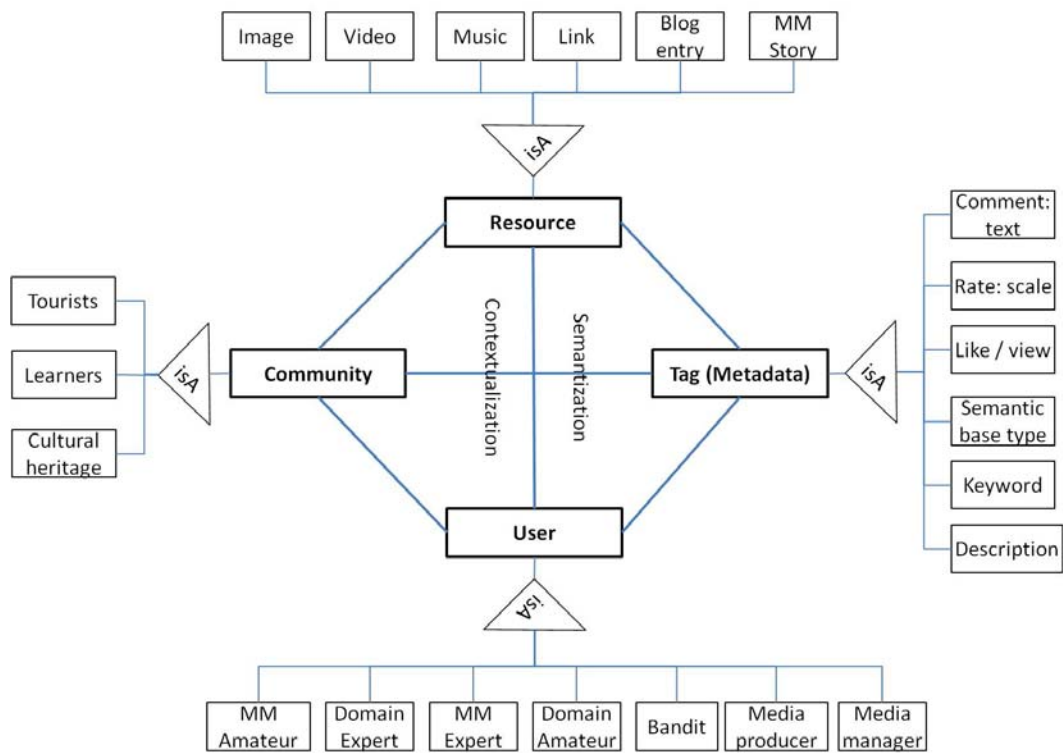 Image
Video
Music
Link
Blog
entry
MM
Story
isA
Resource
Comment:
text
Rate: scale
Like / view
Semantic
base type
Keyword
Description
isA
Tag (Metadata)
Tourists
Learners
Cultural
heritage
isA
Community
Contextualization
Semantization
User
isA
MM
Amateur
Domain
Expert
MM
Expert
Domain
Amateur
Bandit
Media
producer
Media
manager